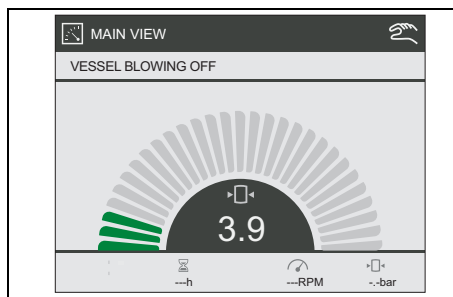 MAIN VIEW
VESSEL BLOWING OFF
3.9
---h
---RPM
-.-bar